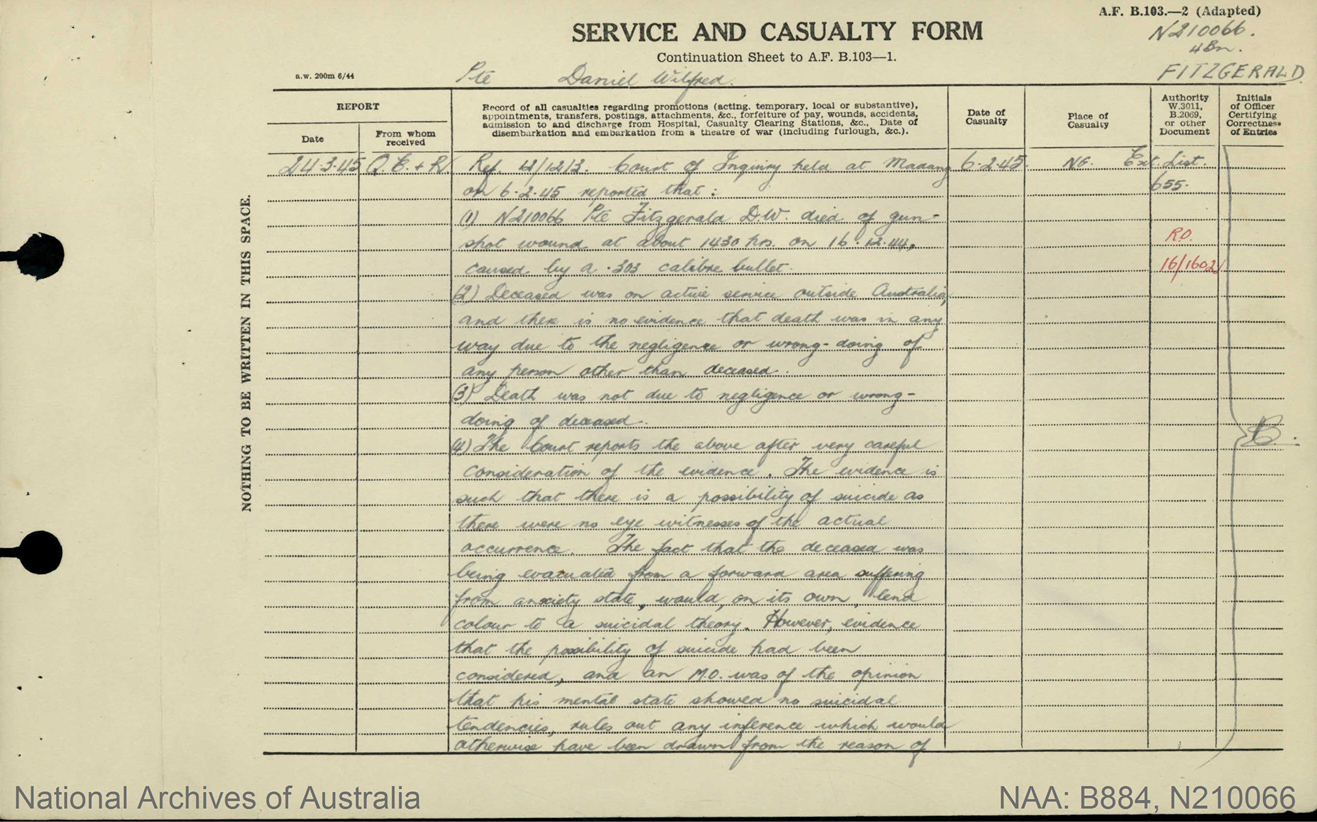 A.F. B.103.—2 (Adapted)
SERVICE AND CASUALTY FORM
N210066.
4 Bn.
Continuation Sheet to A.F. B.103—1.
a.w. 200m 6/44
Pte Daniel Wilfred.
FITZGERALD
REPORT
Date
From whom received
Record of all casualties regarding promotions (acting, temporary, local or substantive),
appointments, transfers, postings, attachments, &c., forfeiture of pay, wounds, accidents,
admission to and discharge from Hospital, Casualty Clearing Stations, &c., Date of
disembarkation and embarkation from a theatre of war (including furlough, &c.).
Date of Casualty
Place of Casualty
Authority W.3011, B.2069, or other Document
Initials of Officer Certifying Correctness of Entries
NOTHING TO BE WRITTEN IN THIS SPACE.
24.3.45 Q.E. + R. Ref. Court of Inquiry held at Madang 6.2.45 NG. Ext List.
on 6.2.45 reported that : 655.
(1) N210066 Pte Fitzgerald D.W. died of gun-
shot wound at about 1430 hrs. on 16.12.44, R.O.
caused by a .303 calibre bullet. 16/1602
(2) Deceased was on active service outside Australia,
and there is no evidence that death was in any
way due to the negligence or wrong-doing of
any person other than deceased.
(3) Death was not due to negligence or wrong-
doing of deceased.
(4) The Court reports the above after very careful
consideration of the evidence. The evidence is
such that there is a possibility of suicide as
there were no eye witnesses of the actual
occurrence. The fact that the deceased was
being evacuated from a forward area suffering
from anxiety state, would, on its own, lend
colour to a suicidal theory. However, evidence
that the possibility of suicide had been
considered, and an M.O. was of the opinion
that his mental state showed no suicidal
tendencies, rules out any inference which would
otherwise have been drawn from the reason of
National Archives of Australia
NAA: B884, N210066